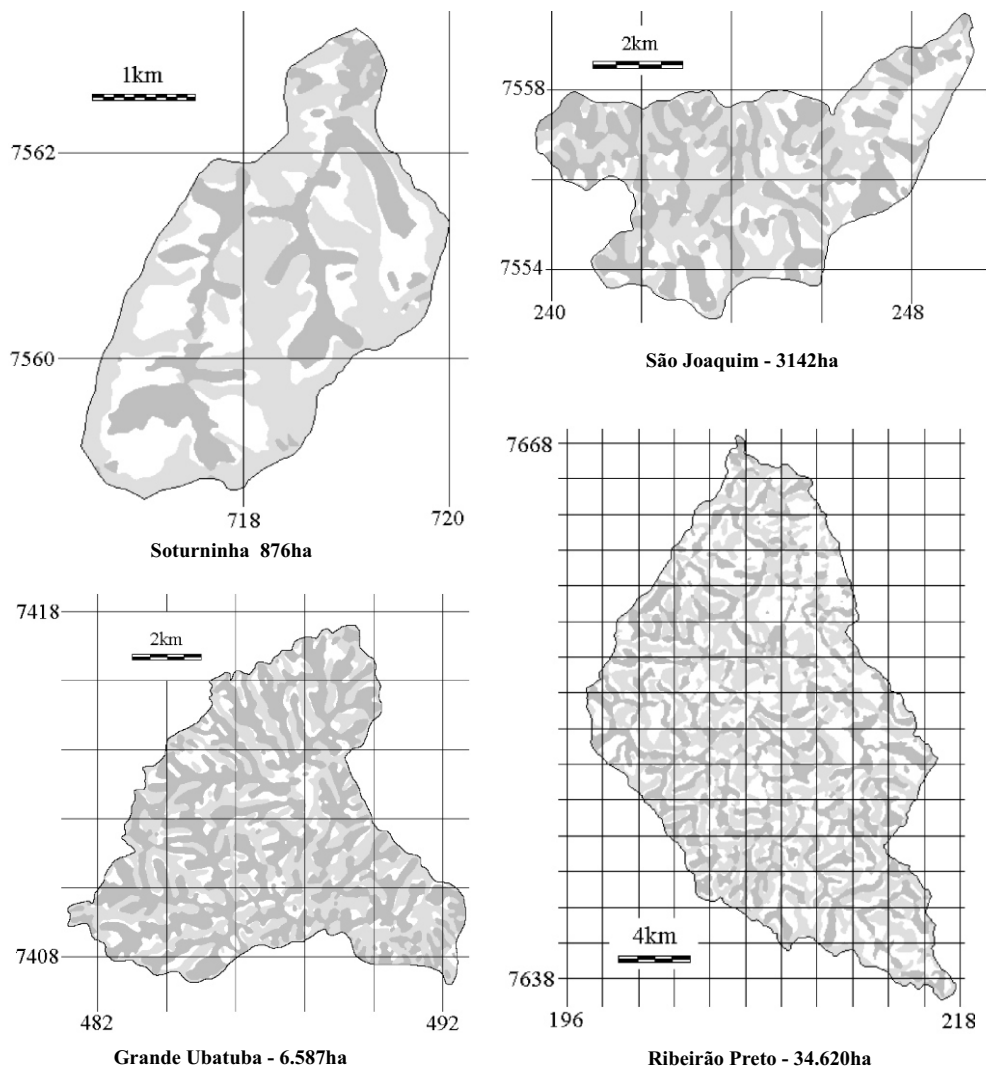 1km
7562
7560
718
720
Soturninha 876ha
2km
7558
7554
240
248
São Joaquim - 3142ha
7418
2km
7408
482
492
Grande Ubatuba - 6.587ha
7668
4km
7638
196
218
Ribeirão Preto - 34.620ha